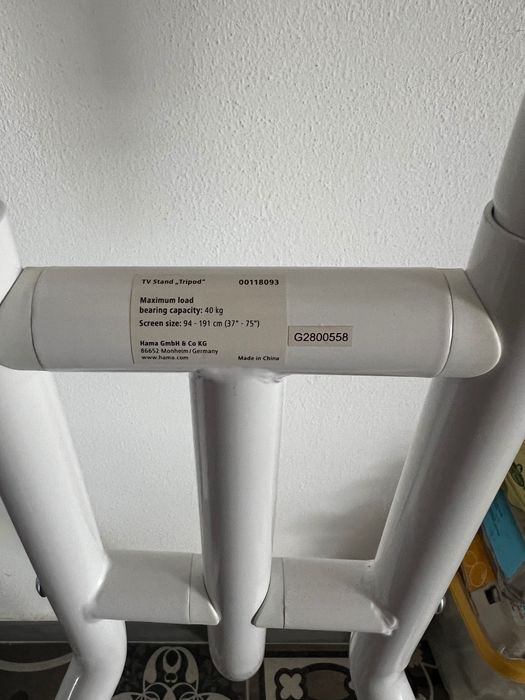 TV Stand „Tripod“ 00118093
Maximum load
bearing capacity: 40 kg
Screen size: 94 - 191 cm (37" - 75")
Hama GmbH & Co KG
86652 Monheim/Germany
www.hama.com Made in China
G2800558